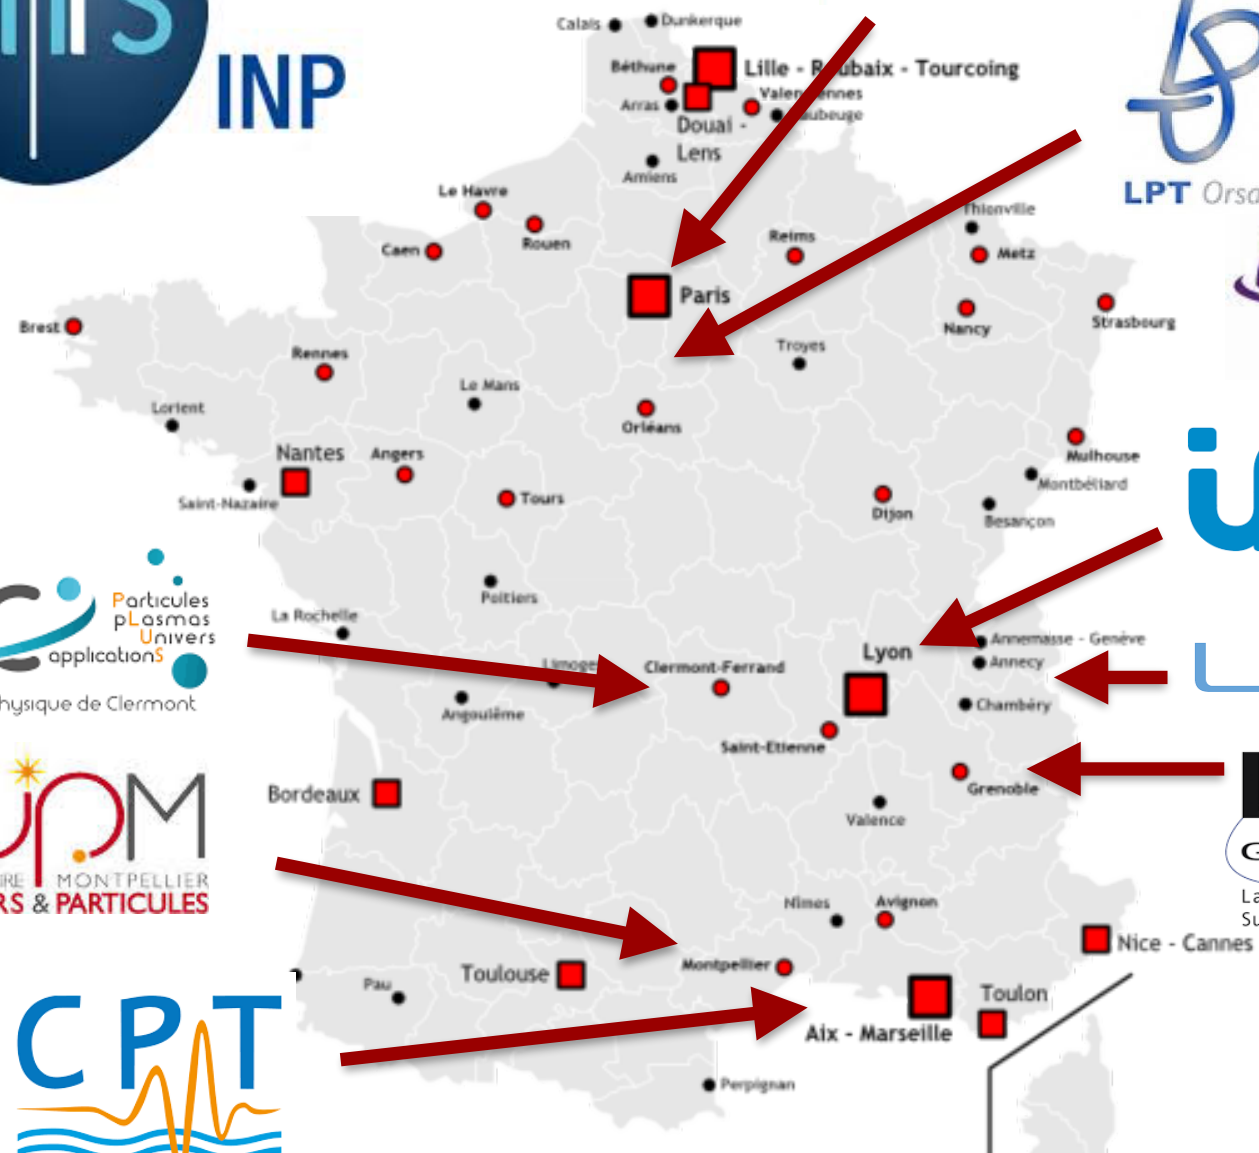 INP
Calais
Dunkerque
Béthune
Lille - Roubaix - Tourcoing
Arras
Valenciennes
Douai -
Lens
Amiens
LPT
Le Havre
Rouen
Caen
Reims
Thionville
Metz
Paris
Nancy
Strasbourg
Brest
Rennes
Troyes
Le Mans
Lorient
Orléans
Nantes
Angers
Mulhouse
Saint-Nazaire
Tours
Montbéliard
Dijon
Besançon
Particules
pLasmas
Univers
applicationS
Poitiers
La Rochelle
Annemasse - Genève
Lyon
Annecy
Limoges
Clermont-Ferrand
hysique de Clermont
Angoulême
Chambéry
Saint-Etienne
Bordeaux
Grenoble
Valence
MONTPELLIER
RS & PARTICULES
Nîmes
Avignon
Nice - Cannes
Montpellier
Toulouse
Pau
Toulon
CPT
Aix - Marseille
Perpignan